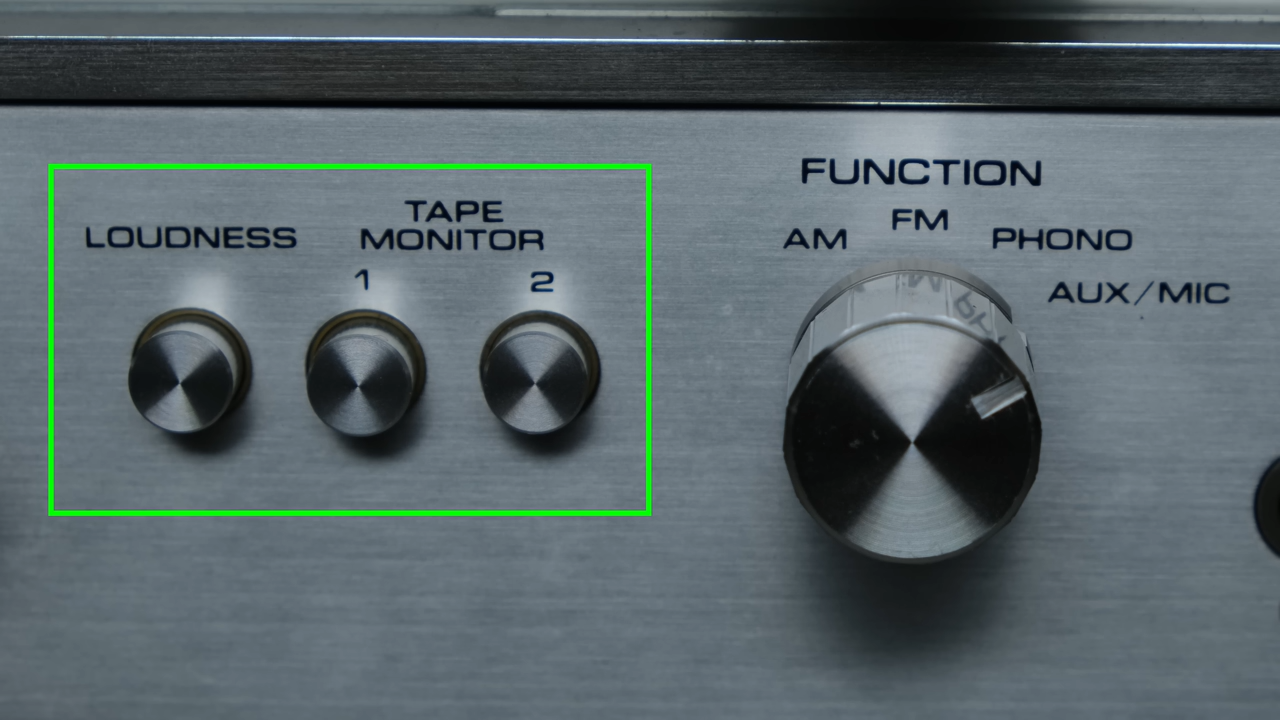 LOUDNESS
TAPE
MONITOR
1 2
FUNCTION
AM FM PHONO
AUX/MIC